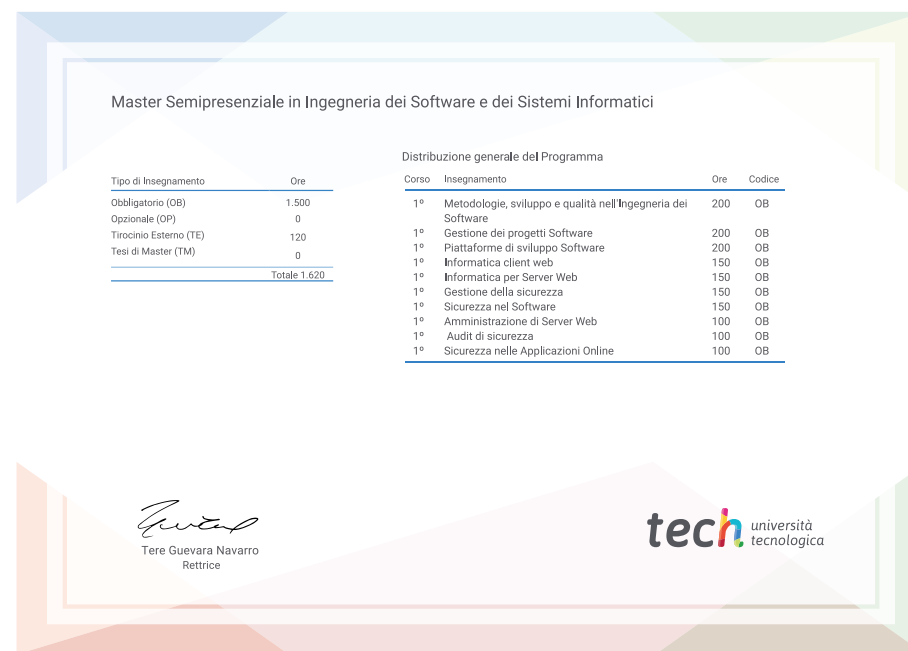 Master Semipresenziale in Ingegneria dei Software e dei Sistemi Informatici
Tipo di Insegnamento Ore
Obbligatorio (OB) 1.500
Opzionale (OP) 0
Tirocinio Esterno (TE) 120
Tesi di Master (TM) 0
Totale 1.620
Distribuzione generale del Programma
Corso Insegnamento Ore Codice
1º Metodologie, sviluppo e qualità nell'Ingegneria dei 200 OB
Software
1º Gestione dei progetti Software 200 OB
1º Piattaforme di sviluppo Software 200 OB
1º Informatica client web 150 OB
1º Informatica per Server Web 150 OB
1º Gestione della sicurezza 150 OB
1º Sicurezza nel Software 150 OB
1º Amministrazione di Server Web 100 OB
1º Audit di sicurezza 100 OB
1º Sicurezza nelle Applicazioni Online 100 OB
Tere Guevara Navarro
Rettrice
tech università
tecnologica